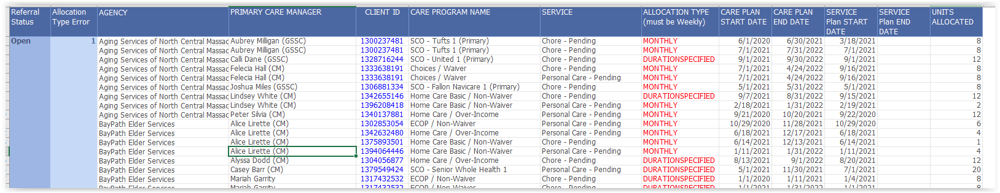 Referral Status Allocation Type Error AGENCY PRIMARY CARE MANAGER CLIENT ID CARE PROGRAM NAME SERVICE ALLOCATION TYPE (must be Weekly) CARE PLAN START DATE CARE PLAN END DATE SERVICE Plan START DATE SERVICE Plan END DATE UNITS ALLOCATED
Open 1 Aging Services of North Central Massac Aubrey Milligan (GSSC) 1300237481 SCO - Tufts 1 (Primary) Chore - Pending MONTHLY 6/1/2020 6/30/2021 3/18/2021 8
Aging Services of North Central Massac Aubrey Milligan (GSSC) 1300237481 SCO - Tufts 1 (Primary) Chore - Pending MONTHLY 7/1/2021 7/31/2022 7/1/2021 8
Aging Services of North Central Massac Calli Dane (GSSC) 1328716244 SCO - United 1 (Primary) Chore - Pending DURATIONSPECIFIED 9/1/2021 9/30/2022 9/1/2021 12
Aging Services of North Central Massac Felecia Hall (CM) 1333638191 Choices / Waiver Chore - Pending MONTHLY 7/1/2021 4/24/2022 9/16/2021 8
Aging Services of North Central Massac Felecia Hall (CM) 1333638191 Choices / Waiver Personal Care - Pending MONTHLY 7/1/2021 4/24/2022 9/16/2021 8
Aging Services of North Central Massac Joshua Miles (GSSC) 1306881334 SCO - Fallon Navicare 1 (Primary) Chore - Pending MONTHLY 5/1/2021 5/31/2022 5/1/2021 8
Aging Services of North Central Massac Lindsey White (CM) 1342655146 Home Care Basic / Non-Waiver Chore - Pending DURATIONSPECIFIED 9/7/2021 8/31/2022 9/15/2021 12
Aging Services of North Central Massac Lindsey White (CM) 1396208418 Home Care Basic / Non-Waiver Personal Care - Pending MONTHLY 2/18/2021 1/31/2022 2/19/2021 2
Aging Services of North Central Massac Peter Silvia (CM) 1340137881 Home Care / Over-Income Personal Care - Pending MONTHLY 9/21/2020 10/20/2021 9/22/2020 12
BayPath Elder Services Alice Lirette (CM) 1302853054 ECOP / Non-Waiver Chore - Pending MONTHLY 10/29/2020 11/28/2021 10/29/2020 6
BayPath Elder Services Alice Lirette (CM) 1342632480 Home Care / Over-Income Personal Care - Pending MONTHLY 6/18/2021 12/17/2021 6/18/2021 4
BayPath Elder Services Alice Lirette (CM) 1375893501 Home Care Basic / Non-Waiver Chore - Pending MONTHLY 6/14/2021 12/13/2021 6/14/2021 1
BayPath Elder Services Alice Lirette (CM) 1394064446 Home Care Basic / Non-Waiver Personal Care - Pending MONTHLY 1/11/2021 1/31/2022 1/11/2021 4
BayPath Elder Services Alyssa Dodd (CM) 1304056877 Home Care / Over-Income Chore - Pending DURATIONSPECIFIED 8/13/2021 9/1/2022 8/20/2021 12
BayPath Elder Services Casey Barr (CM) 1379549424 SCO - Senior Whole Health 1 Personal Care - Pending DURATIONSPECIFIED 5/1/2021 11/30/2021 7/1/2021 20
BayPath Elder Services Mariah Garrity 1317432532 ECOP / Non-Waiver Chore - Pending DURATIONSPECIFIED 1/1/2020 1/11/2021 1/4/2021 8
BayPath Elder Services Mariah Garrity 1317432532 ECOP / Non-Waiver Chore - Pending DURATIONSPECIFIED 1/1/2021 1/31/2022 1/1/2021 8